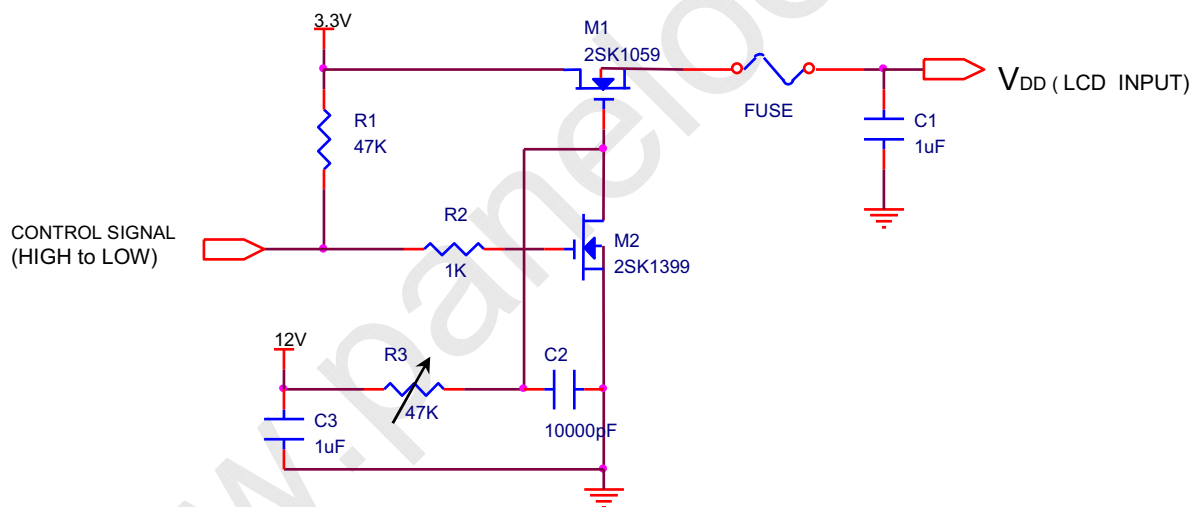 3.3V
M1
2SK1059
FUSE
VDD ( LCD INPUT)
R1
47K
C1
1uF
CONTROL SIGNAL
(HIGH to LOW)
R2
1K
M2
2SK1399
12V
R3
47K
C2
10000pF
C3
1uF
w.panelo